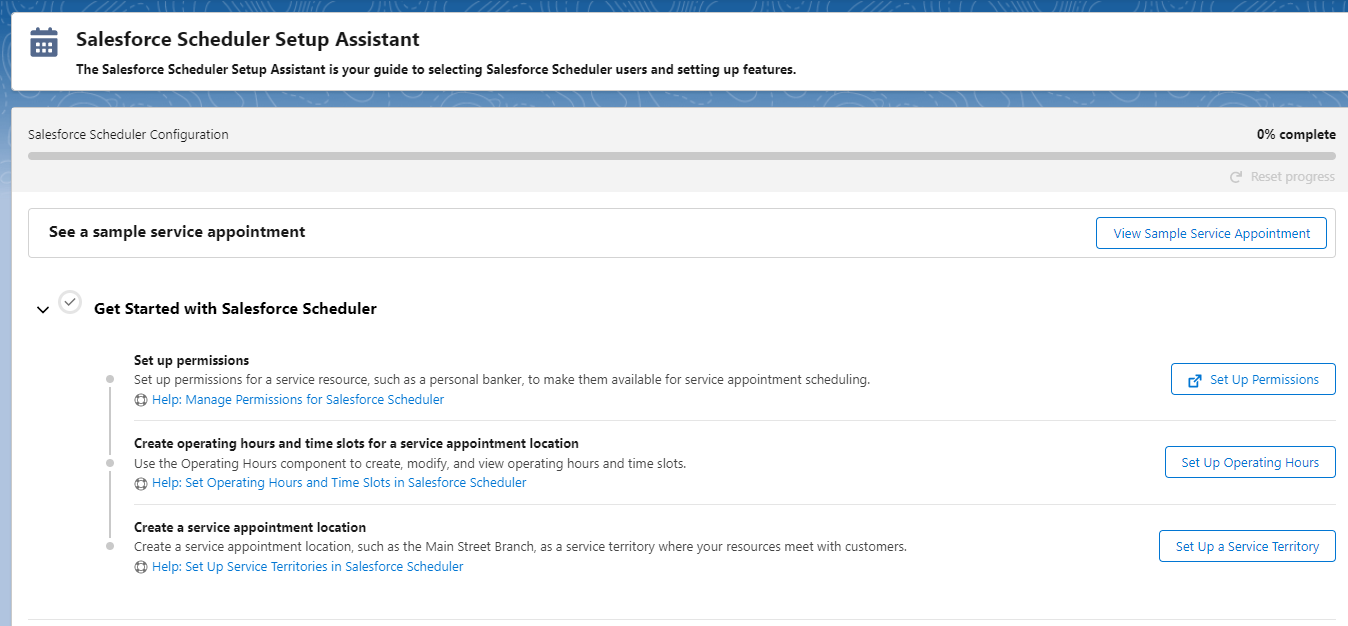 Salesforce Scheduler Setup Assistant
The Salesforce Scheduler Setup Assistant is your guide to selecting Salesforce Scheduler users and setting up features.
Salesforce Scheduler Configuration
0% complete
Reset progress
See a sample service appointment
View Sample Service Appointment
Get Started with Salesforce Scheduler
Set up permissions
Set up permissions for a service resource, such as a personal banker, to make them available for service appointment scheduling.
Help: Manage Permissions for Salesforce Scheduler
Set Up Permissions
Create operating hours and time slots for a service appointment location
Use the Operating Hours component to create, modify, and view operating hours and time slots.
Help: Set Operating Hours and Time Slots in Salesforce Scheduler
Set Up Operating Hours
Create a service appointment location
Create a service appointment location, such as the Main Street Branch, as a service territory where your resources meet with customers.
Help: Set Up Service Territories in Salesforce Scheduler
Set Up a Service Territory